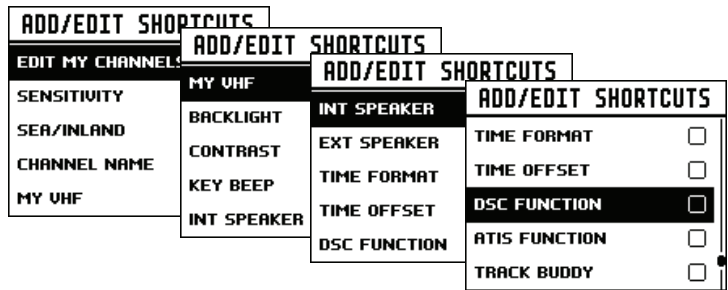 ADD/EDIT SHORTCUTS
EDIT MY CHANNELS
SENSITIVITY
SEA/INLAND
CHANNEL NAME
MY VHF
ADD/EDIT SHORTCUTS
MY VHF
BACKLIGHT
CONTRAST
KEY BEEP
INT SPEAKER
ADD/EDIT SHORTCUTS
INT SPEAKER
EXT SPEAKER
TIME FORMAT
TIME OFFSET
DSC FUNCTION
ADD/EDIT SHORTCUTS
TIME FORMAT
TIME OFFSET
DSC FUNCTION
ATIS FUNCTION
TRACK BUDDY